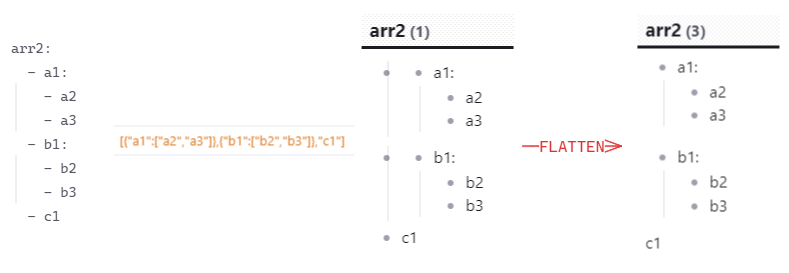 arr2:
- a1:
- a2
- a3
- b1:
- b2
- b3
- c1
[{"a1":["a2","a3"]},{"b1":["b2","b3"]},"c1"]
arr2 (1)
a1:
a2
a3
b1:
b2
b3
c1
FLATTEN
arr2 (3)
a1:
a2
a3
b1:
b2
b3
c1